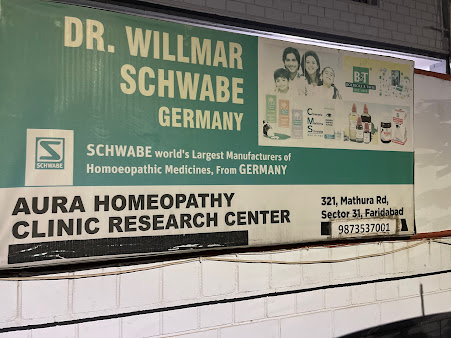 DR. WILLMAR
SCHWABE
GERMANY
B&T
SCHWABE
SCHWABE world's Largest Manufacturers of
Homoeopathic Medicines, From GERMANY
AURA HOMEOPATHY
CLINIC RESEARCH CENTER
321, Mathura Rd,
Sector 31, Faridabad
9873537001